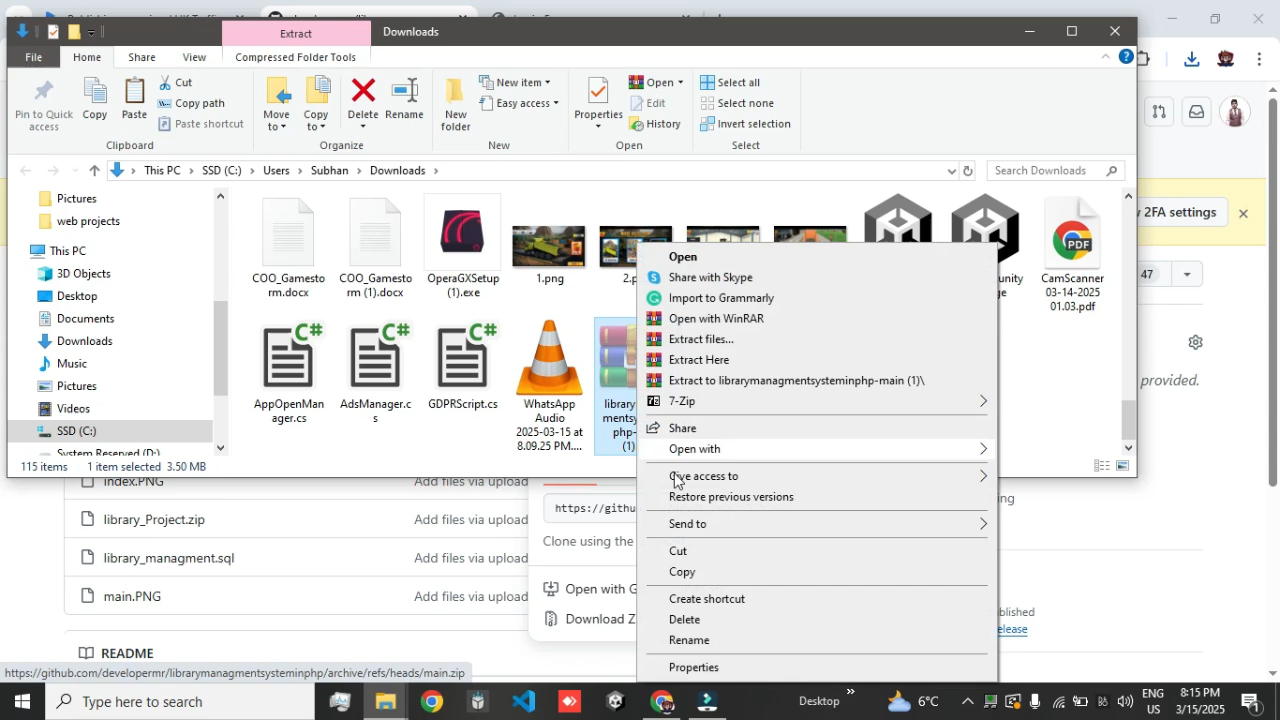 Extract
Downloads
File
Home
Share
View
Compressed Folder Tools
Pin to Quick
access
Copy
Paste
Cut
Copy path
Paste shortcut
Move
to
Copy
to
Delete
Rename
New
folder
New item
Easy access
Properties
Open
Edit
History
Select all
Select none
Invert selection
Clipboard
Organize
New
Open
Select
This PC
SSD (C:)
Users
Subhan
Downloads
Search Downloads
Pictures
web projects
This PC
3D Objects
Desktop
Documents
Downloads
Music
Pictures
Videos
SSD (C:)
System Reserved (D:)
COO_Gamesto
rm.docx
COO_Gamesto
rm (1).docx
OperaGXSetup
(1).exe
1.png
2.p
PDF
CamScanner
03-14-2025
01.03.pdf
C#
AppOpenMan
ager.cs
C#
AdsManager.c
s
C#
GDPRScript.cs
WhatsApp
Audio
2025-03-15 at
8.09.25 PM....
library
mentsy
php-
(1)
115 items
1 item selected
3.50 MB
Open
Share with Skype
Import to Grammarly
Open with WinRAR
Extract files...
Extract Here
Extract to librarymanagmentsysteminphp-main (1)\
7-Zip
Share
Open with
Give access to
Restore previous versions
Send to
Cut
Copy
Create shortcut
Delete
Rename
Properties
2FA settings
47
provided.
index.PNG
Add files via upload
library_Project.zip
Add files via upload
library_managment.sql
Add files via upload
main.PNG
Add files via upload
README
https://githu
Clone using the
Open with G
Download Z
https://github.com/developermr/librarymanagmentsysteminphp/archive/refs/heads/main.zip
Type here to search
Desktop
6°C
ENG
US
8:15 PM
3/15/2025